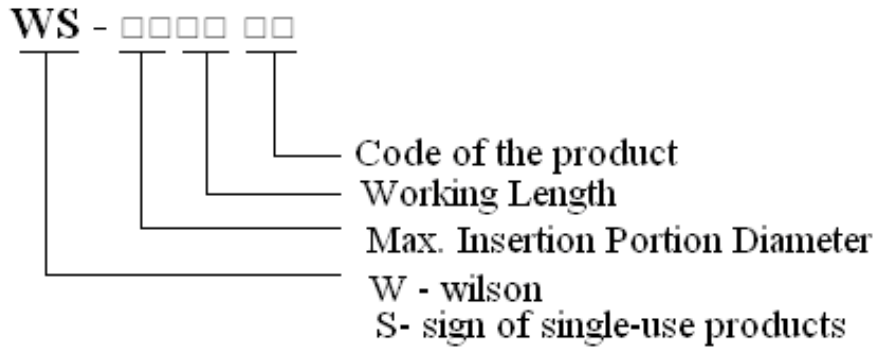 WS - □□□□ □□
Code of the product
Working Length
Max. Insertion Portion Diameter
W - wilson
S- sign of single-use products